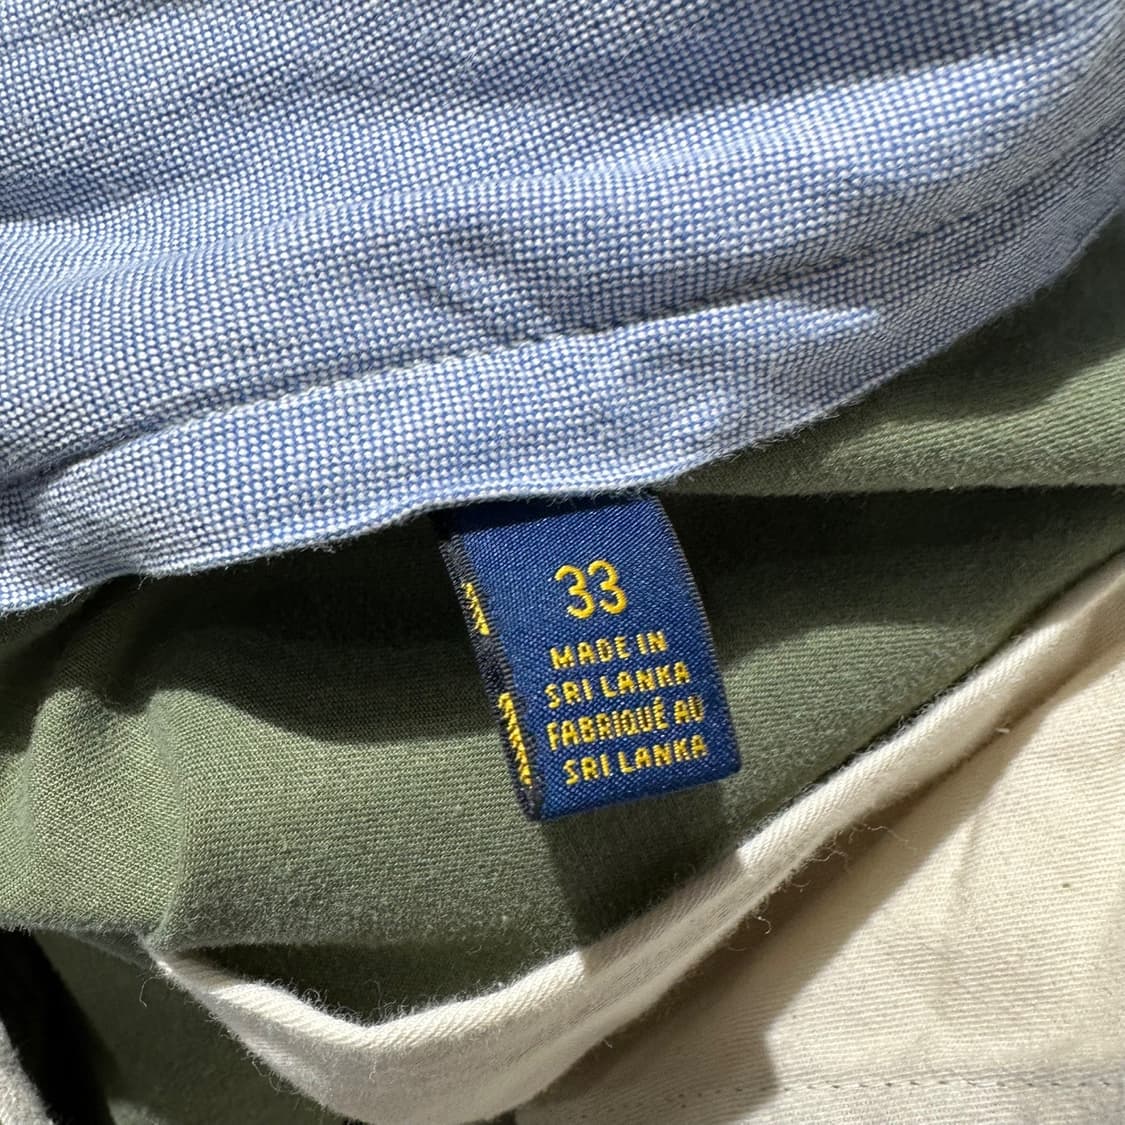 33
MADE IN
SRI LANKA
FABRIQUÉ AU
SRI LANKA